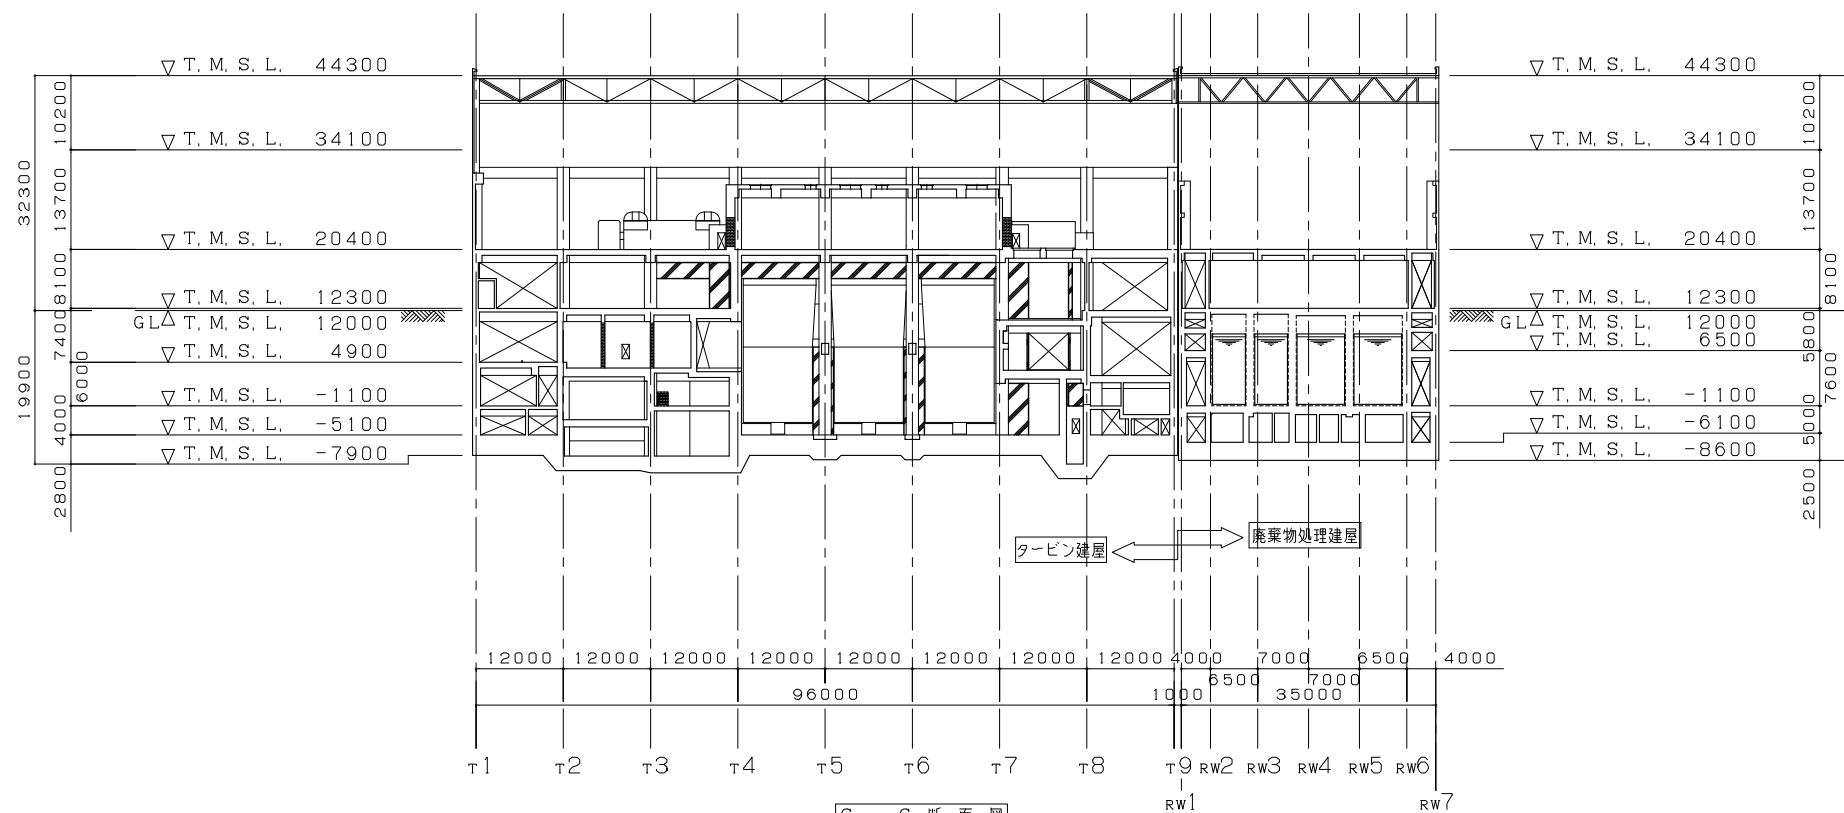 T.M.S.L. 44300
T.M.S.L. 34100
T.M.S.L. 20400
T.M.S.L. 12300
GL T.M.S.L. 12000
T.M.S.L. 4900
T.M.S.L. -1100
T.M.S.L. -5100
T.M.S.L. -7900
32300
19900
10200
13700
8100
7400
6000
4000
2800
T.M.S.L. 44300
T.M.S.L. 34100
T.M.S.L. 20400
T.M.S.L. 12300
GL T.M.S.L. 12000
T.M.S.L. 6500
T.M.S.L. -1100
T.M.S.L. -6100
T.M.S.L. -8600
10200
13700
8100
5800
7600
5000
2500
タービン建屋
廃棄物処理建屋
12000 12000 12000 12000 12000 12000 12000 12000 4000 7000 6500 4000
6500 7000
96000 1000 35000
T1 T2 T3 T4 T5 T6 T7 T8 T9 RW2 RW3 RW4 RW5 RW6
RW1 RW7